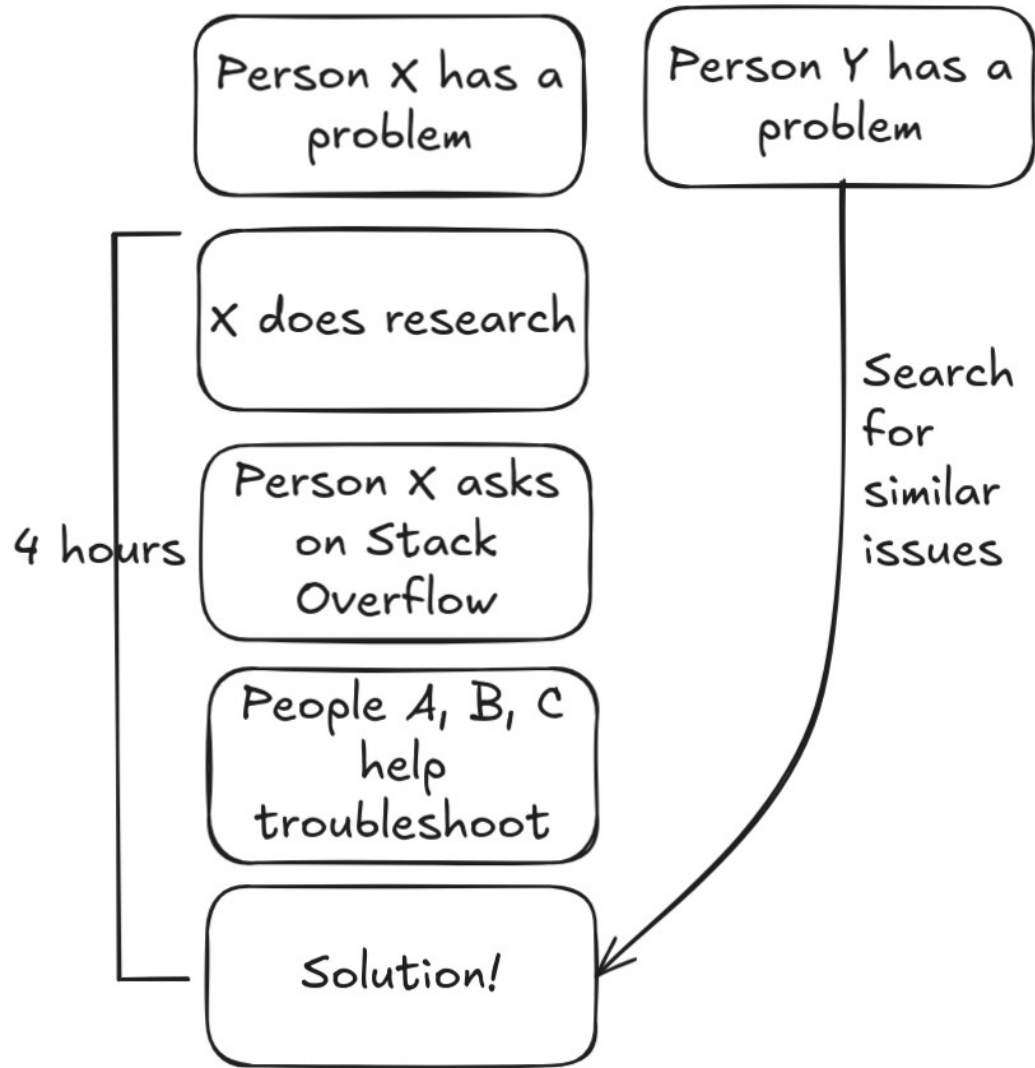 Person X has a
problem
Person Y has a
problem
X does research
Person X asks
on Stack
Overflow
4 hours
Search
for
similar
issues
People A, B, C
help
troubleshoot
Solution!